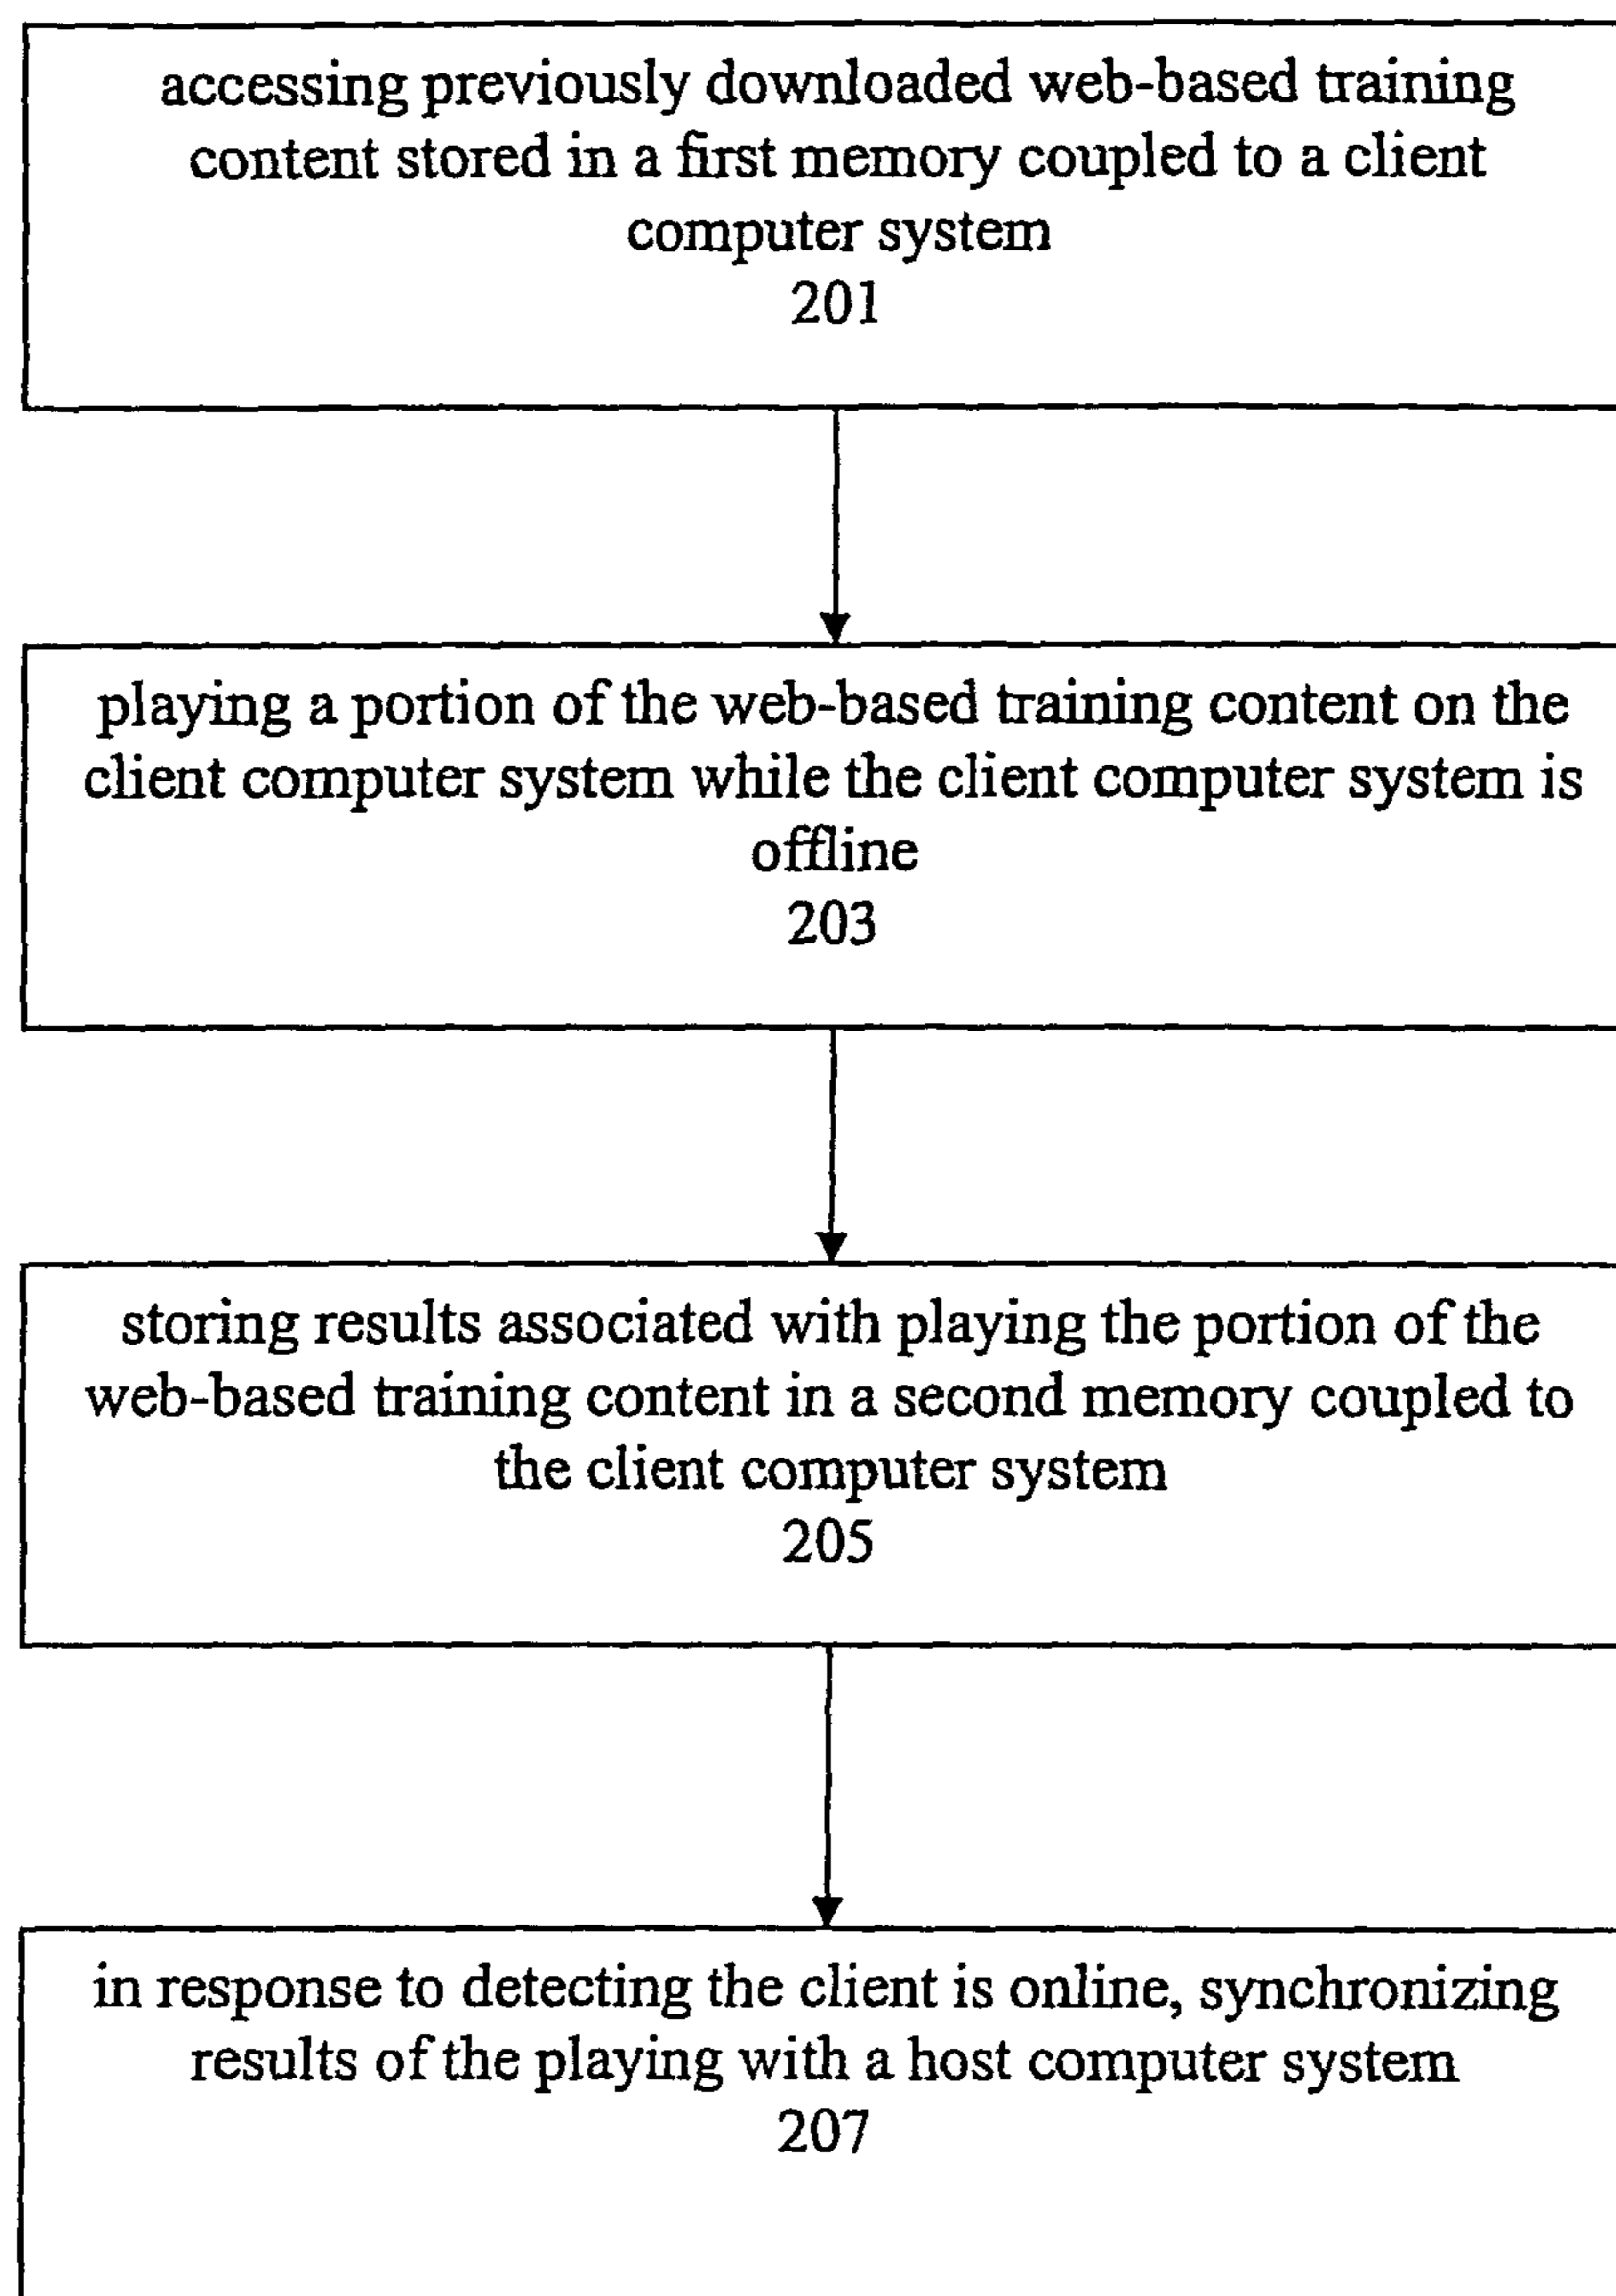 accessing previously downloaded web-based training
content stored in a first memory coupled to a client
computer system
201
playing a portion of the web-based training content on the
client computer system while the client computer system is
offline
203
storing results associated with playing the portion of the
web-based training content in a second memory coupled to
the client computer system
205
in response to detecting the client is online, synchronizing
results of the playing with a host computer system
207